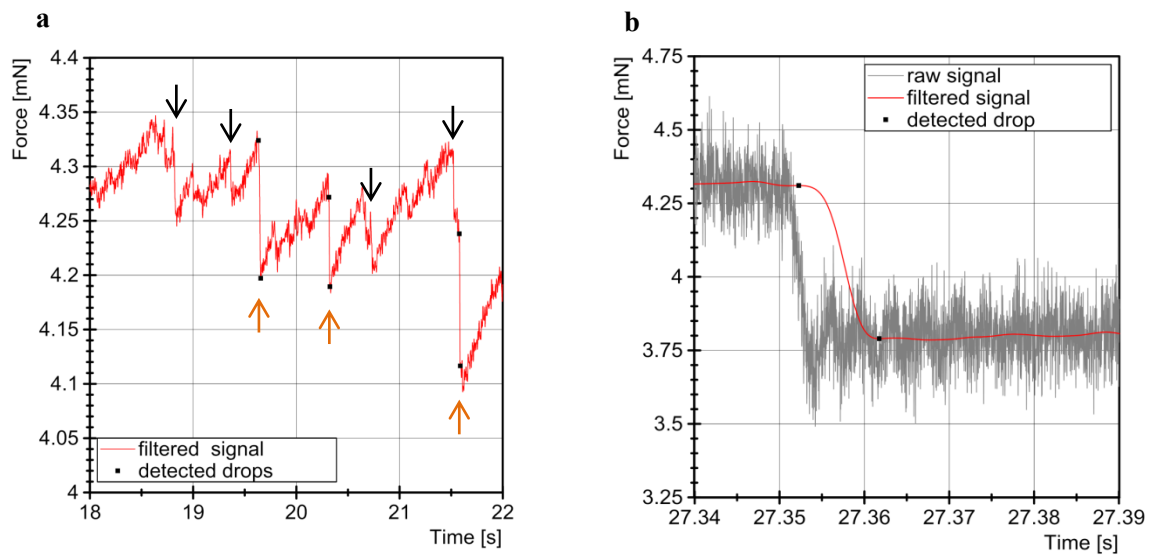 a
Force [mN]
4.4
4.35
4.3
4.25
4.2
4.15
4.1
4.05
4
filtered signal
detected drops
18
19
20
21
22
Time [s]
b
Force [mN]
4.75
4.5
4.25
4
3.75
3.5
3.25
raw signal
filtered signal
detected drop
27.34
27.35
27.36
27.37
27.38
27.39
Time [s]